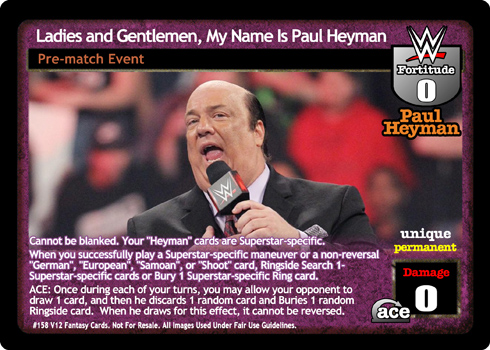 Ladies and Gentlemen, My Name Is Paul Heyman
Pre-match Event
W
Fortitude
0
Paul
Heyman
W
Cannot be blanked. Your "Heyman" cards are Superstar-specific.
When you successfully play a Superstar-specific maneuver or a non-reversal
"German", "European", "Samoan", or "Shoot" card, Ringside Search 1-
Superstar-specific cards or Bury 1 Superstar-specific Ring card.
ACE: Once during each of your turns, you may allow your opponent to
draw 1 card, and then he discards 1 random card and Buries 1 random
Ringside card.  When he draws for this effect, it cannot be reversed.
unique
permanent
Damage
0
ace
#158 V12 Fantasy Cards. Not For Resale. All Images Used Under Fair Use Guidelines.